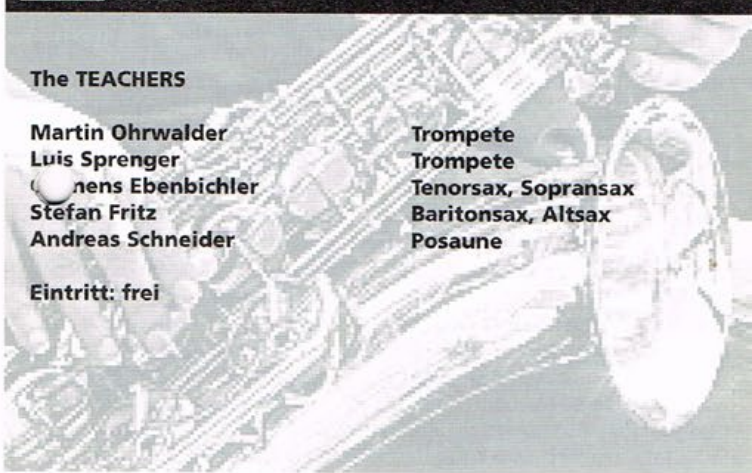 The TEACHERS
Martin Ohrwalder Trompete
Luis Sprenger Trompete
Ebenbichler Tenorsax, Sopransax
Stefan Fritz Baritonsax, Altsax
Andreas Schneider Posaune
Eintritt: frei